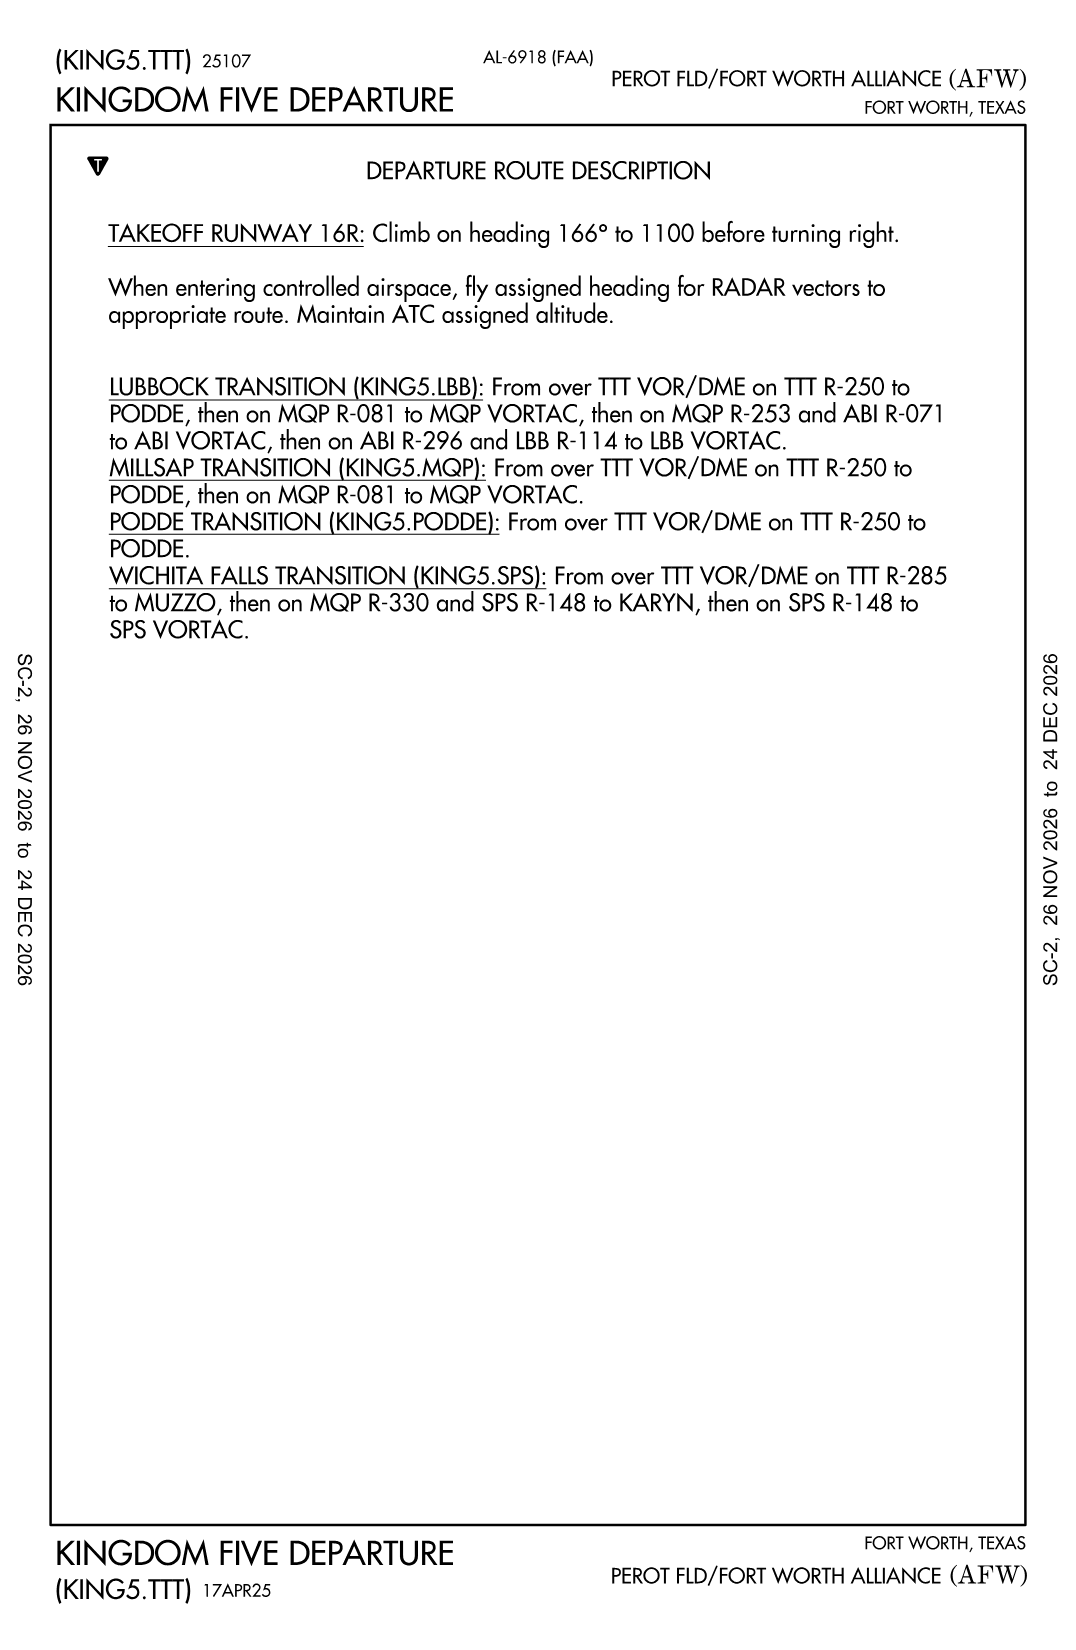 (KING5.TTT) 25107
AL-6918 (FAA)
PEROT FLD/FORT WORTH ALLIANCE (AFW)
KINGDOM FIVE DEPARTURE
FORT WORTH, TEXAS
T
DEPARTURE ROUTE DESCRIPTION
TAKEOFF RUNWAY 16R: Climb on heading 166° to 1100 before turning right.
When entering controlled airspace, fly assigned heading for RADAR vectors to
appropriate route. Maintain ATC assigned altitude.
LUBBOCK TRANSITION (KING5.LBB): From over TTT VOR/DME on TTT R-250 to
PODDE, then on MQP R-081 to MQP VORTAC, then on MQP R-253 and ABI R-071
to ABI VORTAC, then on ABI R-296 and LBB R-114 to LBB VORTAC.
MILLSAP TRANSITION (KING5.MQP): From over TTT VOR/DME on TTT R-250 to
PODDE, then on MQP R-081 to MQP VORTAC.
PODDE TRANSITION (KING5.PODDE): From over TTT VOR/DME on TTT R-250 to
PODDE.
WICHITA FALLS TRANSITION (KING5.SPS): From over TTT VOR/DME on TTT R-285
to MUZZO, then on MQP R-330 and SPS R-148 to KARYN, then on SPS R-148 to
SPS VORTAC.
SC-2, 26 NOV 2026 to 24 DEC 2026
SC-2, 26 NOV 2026 to 24 DEC 2026
KINGDOM FIVE DEPARTURE
FORT WORTH, TEXAS
(KING5.TTT) 17APR25
PEROT FLD/FORT WORTH ALLIANCE (AFW)